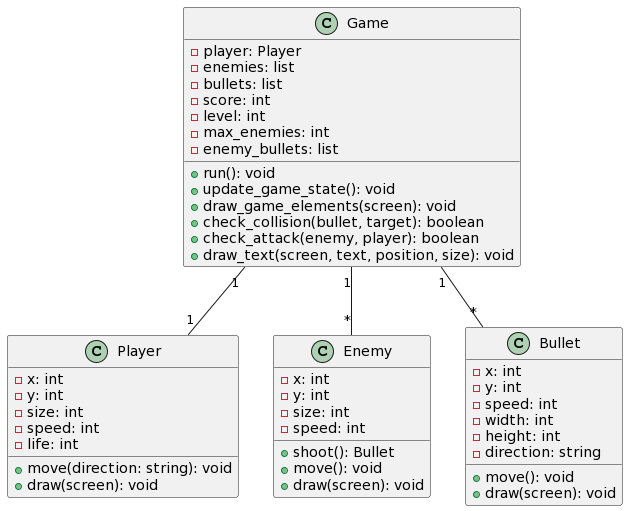 C Game
player: Player
enemies: list
bullets: list
score: int
level: int
max_enemies: int
enemy_bullets: list
run(): void
update_game_state(): void
draw_game_elements(screen): void
check_collision(bullet, target): boolean
check_attack(enemy, player): boolean
draw_text(screen, text, position, size): void
1 1 1
1 * *
C Player
x: int
y: int
size: int
speed: int
life: int
move(direction: string): void
draw(screen): void
C Enemy
x: int
y: int
size: int
speed: int
shoot(): Bullet
move(): void
draw(screen): void
C Bullet
x: int
y: int
speed: int
width: int
height: int
direction: string
move(): void
draw(screen): void